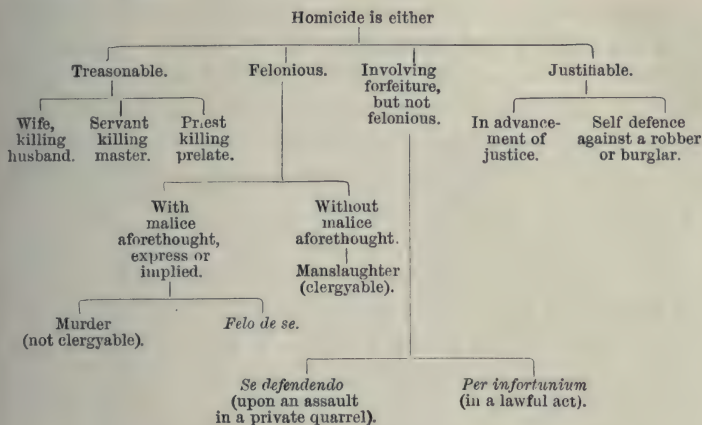 Homicide is either
Treasonable.
Felonious.
Involving
forfeiture,
but not
felonious.
Justifiable.
Wife,
killing
husband.
Servant
killing
master.
Priest
killing
prelate.
In advance-
ment of
justice.
Self defence
against a robber
or burglar.
With
malice
aforethought,
express or
implied.
Without
malice
aforethought.
Manslaughter
(clergyable).
Murder
(not clergyable).
Felo de se.
Se defendendo
(upon an assault
in a private quarrel).
Per infortunium
(in a lawful act).